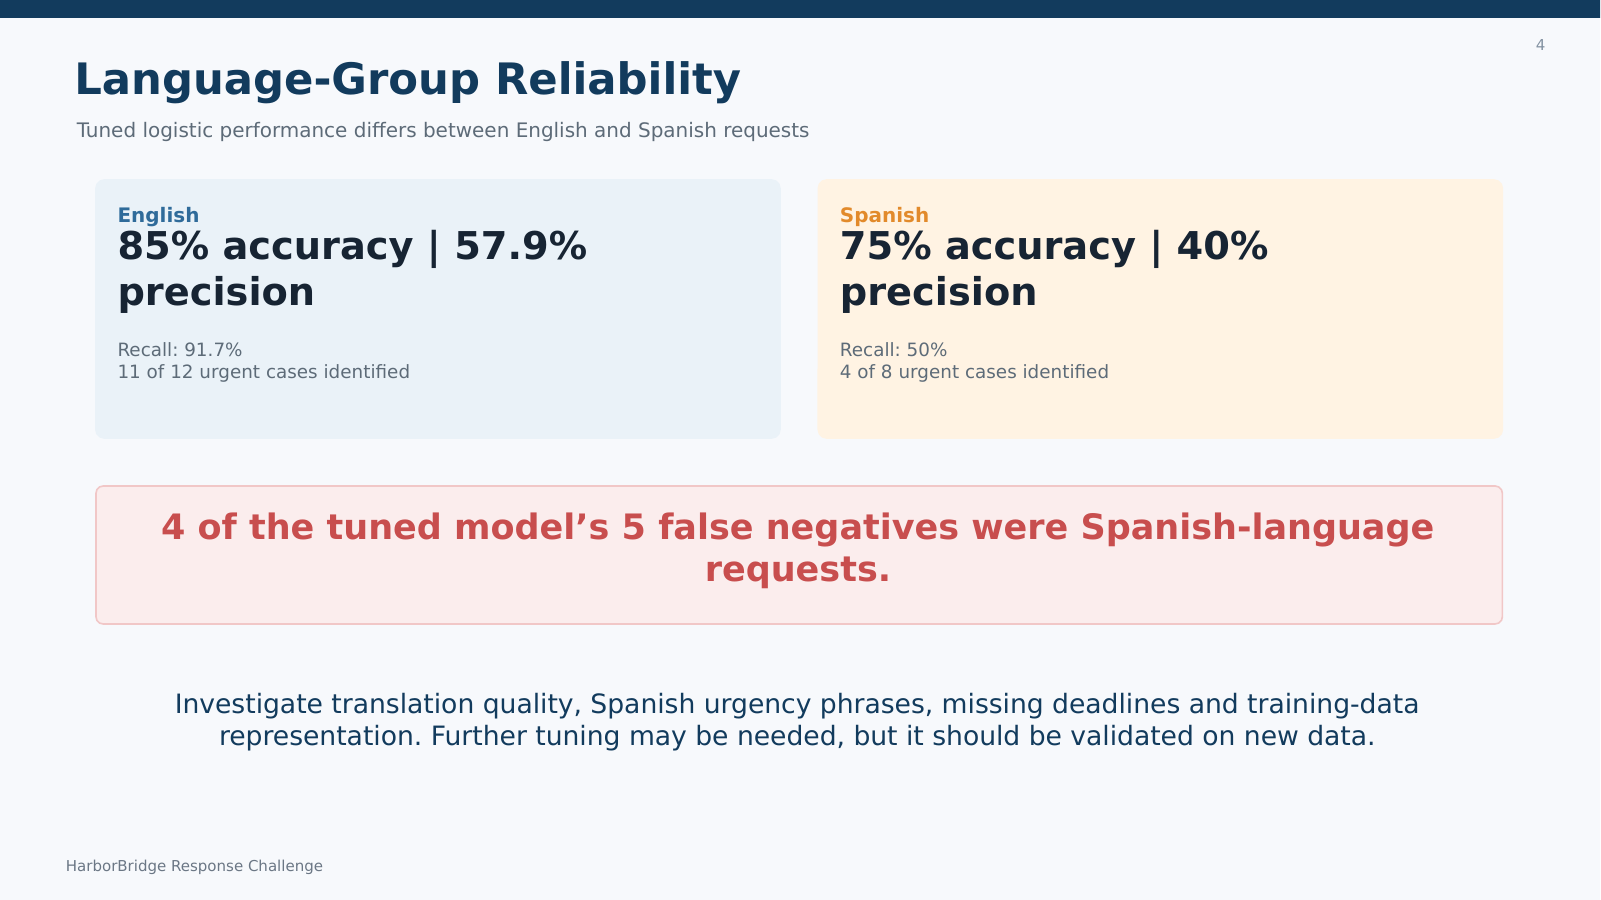 4
Language-Group Reliability
Tuned logistic performance differs between English and Spanish requests
English
85% accuracy | 57.9%
precision
Recall: 91.7%
11 of 12 urgent cases identified
Spanish
75% accuracy | 40%
precision
Recall: 50%
4 of 8 urgent cases identified
4 of the tuned model’s 5 false negatives were Spanish-language
requests.
Investigate translation quality, Spanish urgency phrases, missing deadlines and training-data
representation. Further tuning may be needed, but it should be validated on new data.
HarborBridge Response Challenge